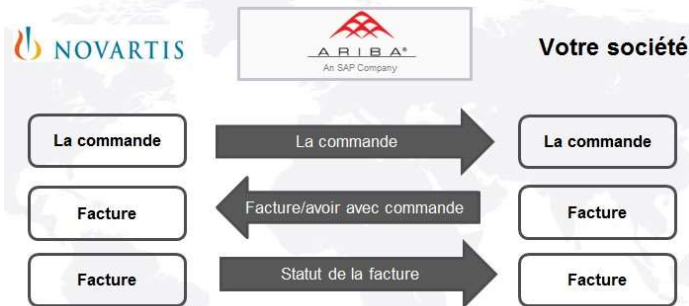 NOVARTIS
ARIBA®
An SAP Company
Votre société
La commande
La commande
La commande
Facture
Facture/avoir avec commande
Facture
Facture
Statut de la facture
Facture